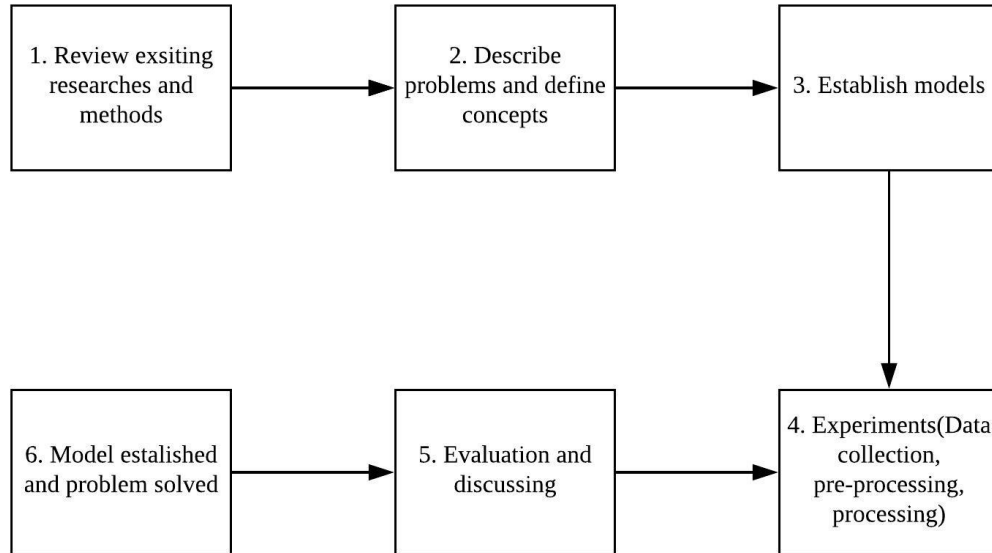 1. Review exsiting
researches and
methods
2. Describe
problems and define
concepts
3. Establish models
4. Experiments(Data
collection,
pre-processing,
processing)
5. Evaluation and
discussing
6. Model estalished
and problem solved